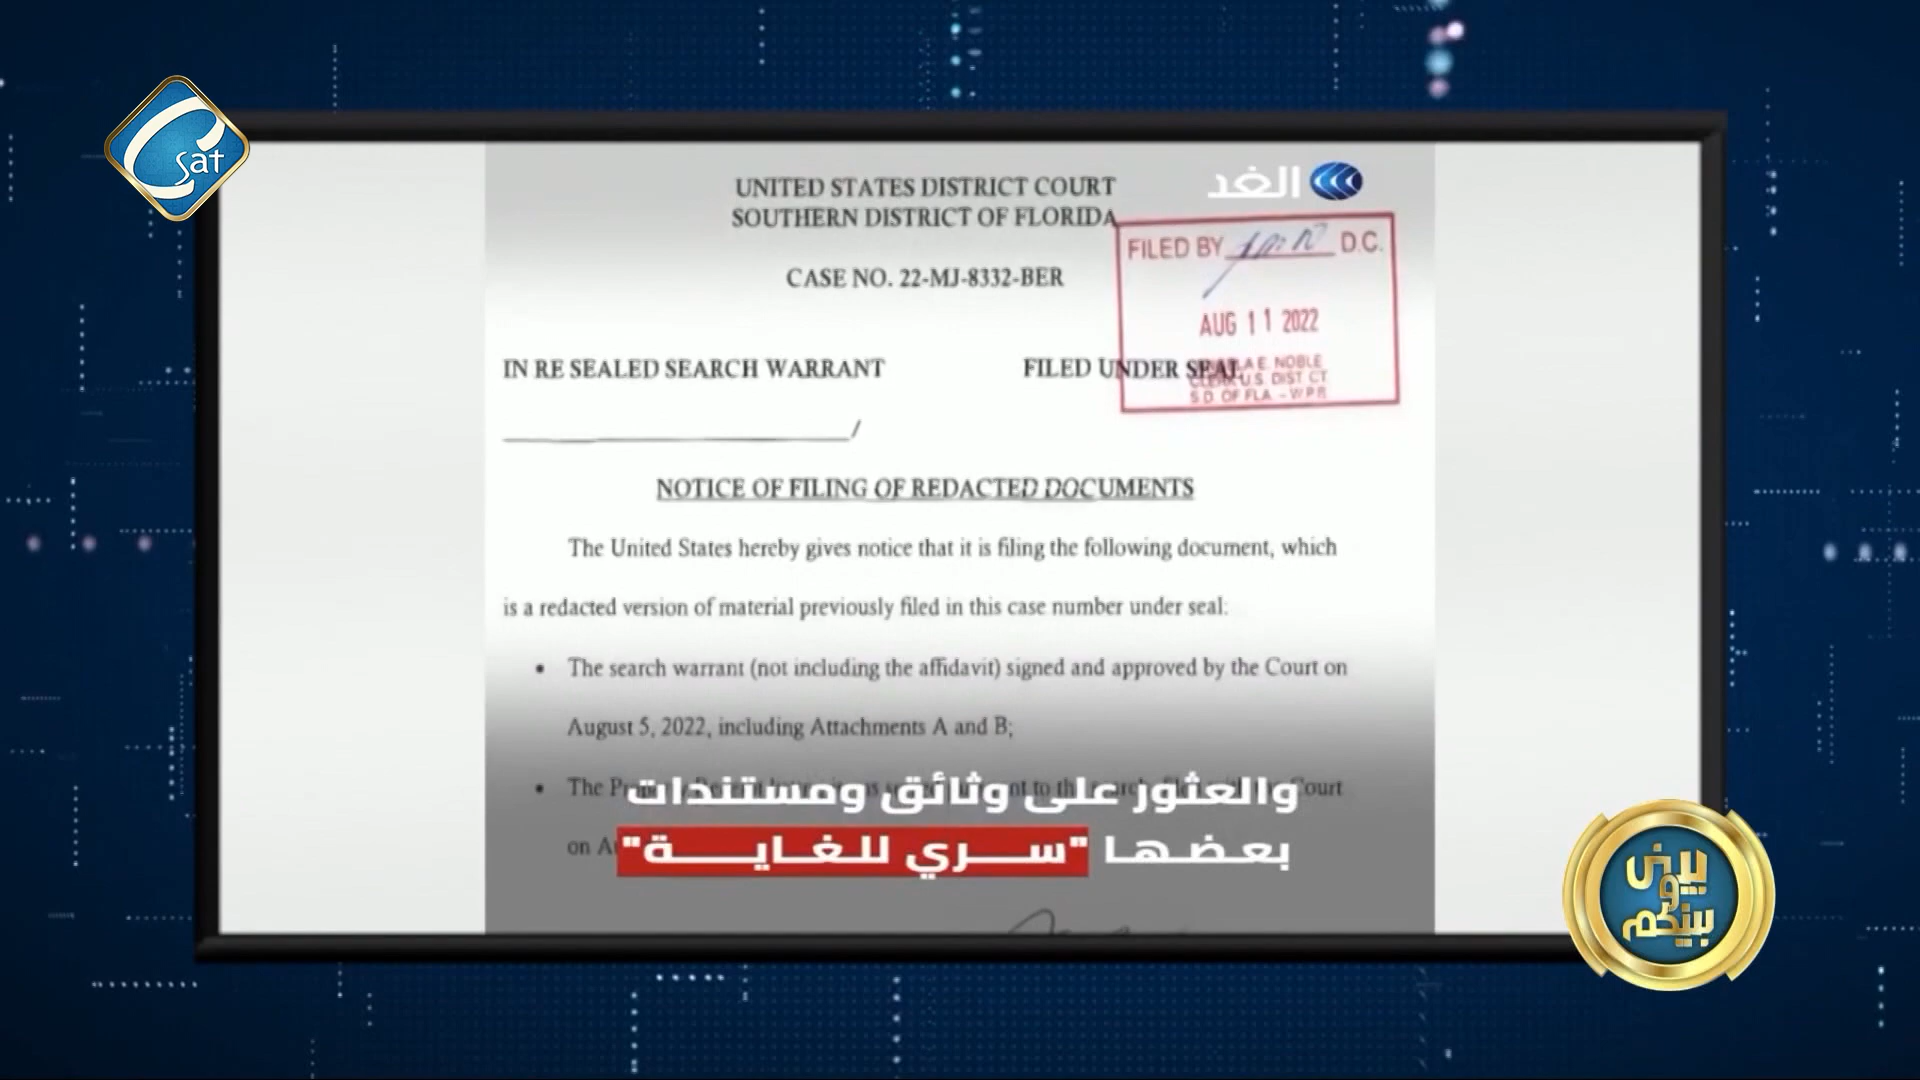 C sat
الغد
UNITED STATES DISTRICT COURT
SOUTHERN DISTRICT OF FLORIDA
CASE NO. 22-MJ-8332-BER
FILED BY D.C.
AUG 11 2022
E. NOBLE
CLERK U.S. DIST CT
S.D. OF FLA. - W.P.B.
IN RE SEALED SEARCH WARRANT
FILED UNDER SEAL
/
NOTICE OF FILING OF REDACTED DOCUMENTS
The United States hereby gives notice that it is filing the following document, which
is a redacted version of material previously filed in this case number under seal:
• The search warrant (not including the affidavit) signed and approved by the Court on
August 5, 2022, including Attachments A and B;
• The Court
on
والعثور على وثائق ومستندات
بعضها "سري للغاية"
بيني
و
بينكم